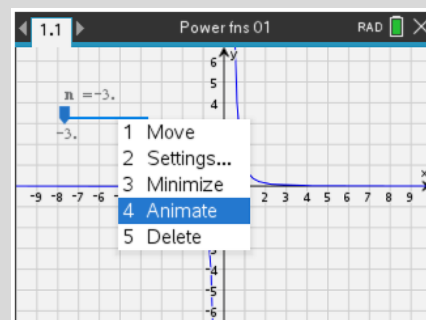 1.1 Power fns 01 RAD
y
6
5
n =-3.
4
-3.
1 Move
2 Settings...
3 Minimize
4 Animate
5 Delete
x
-9 -8 -7 -6 2 3 4 5 6 7 8 9
-4
-5
-6